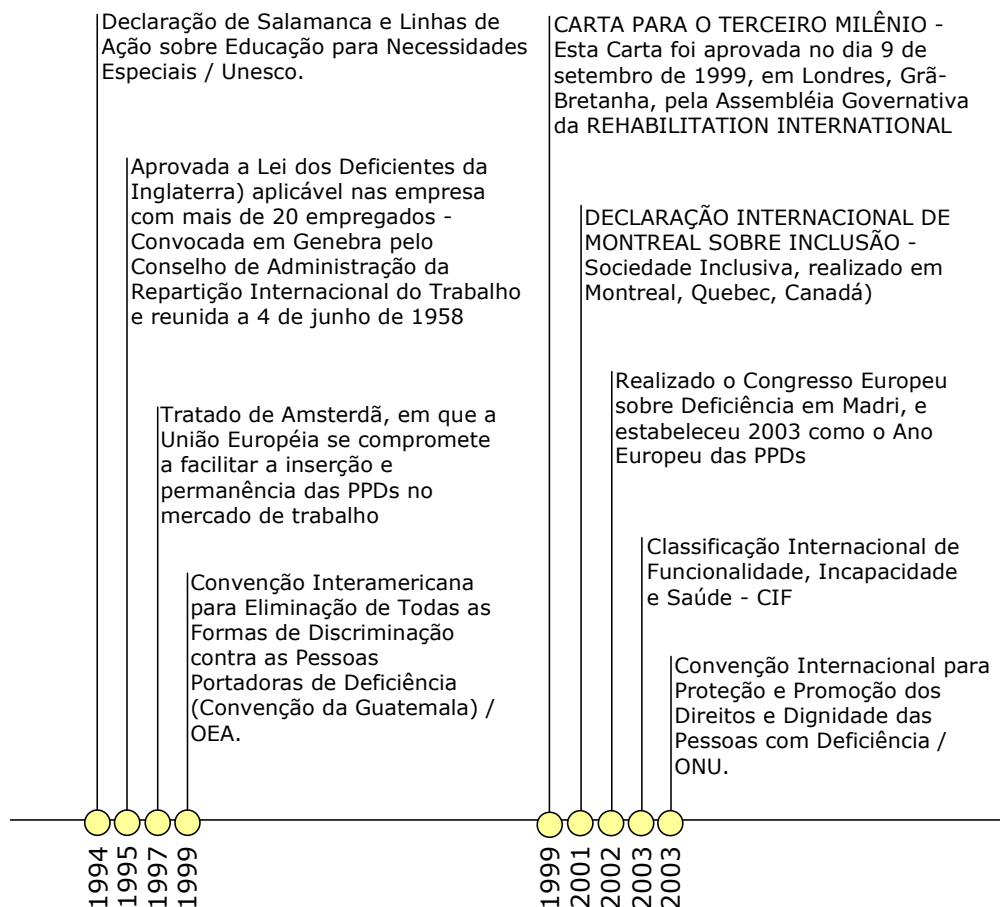 Declaração de Salamanca e Linhas de
Ação sobre Educação para Necessidades
Especiais / Unesco.
Aprovada a Lei dos Deficientes da
Inglaterra) aplicável nas empresa
com mais de 20 empregados -
Convocada em Genebra pelo
Conselho de Administração da
Repartição Internacional do Trabalho
e reunida a 4 de junho de 1958
Tratado de Amsterdã, em que a
União Européia se compromete
a facilitar a inserção e
permanência das PPDs no
mercado de trabalho
Convenção Interamericana
para Eliminação de Todas as
Formas de Discriminação
contra as Pessoas
Portadoras de Deficiência
(Convenção da Guatemala) /
OEA.
CARTA PARA O TERCEIRO MILÊNIO -
Esta Carta foi aprovada no dia 9 de
setembro de 1999, em Londres, Grã-
Bretanha, pela Assembléia Governativa
da REHABILITATION INTERNATIONAL
DECLARAÇÃO INTERNACIONAL DE
MONTREAL SOBRE INCLUSÃO -
Sociedade Inclusiva, realizado em
Montreal, Quebec, Canadá)
Realizado o Congresso Europeu
sobre Deficiência em Madri, e
estabeleceu 2003 como o Ano
Europeu das PPDs
Classificação Internacional de
Funcionalidade, Incapacidade
e Saúde - CIF
Convenção Internacional para
Proteção e Promoção dos
Direitos e Dignidade das
Pessoas com Deficiência /
ONU.
1994
1995
1997
1999
1999
2001
2002
2003
2003